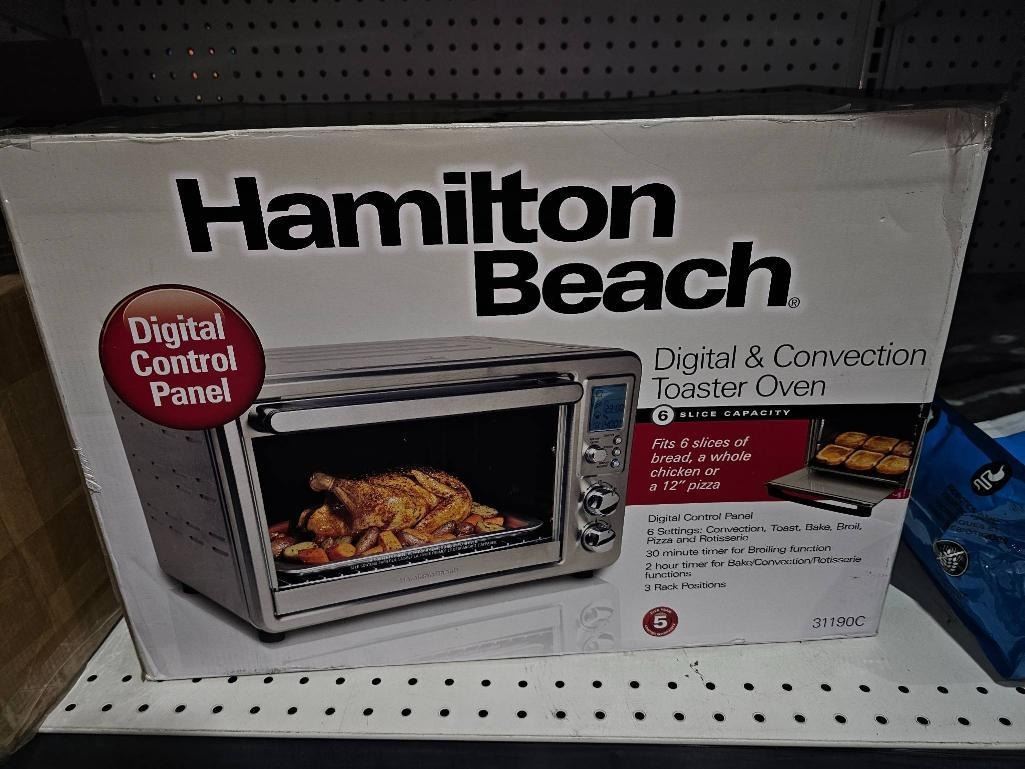 Hamilton
Beach®
Digital
Control
Panel
Digital & Convection
Toaster Oven
6 SLICE CAPACITY
Fits 6 slices of
bread, a whole
chicken or
a 12" pizza
Digital Control Panel
6 Settings: Convection, Toast, Bake, Broil,
Pizza and Rotisserie
30 minute timer for Broiling function
2 hour timer for Bake/Convection/Rotisserie
functions
3 Rack Positions
5
31190C